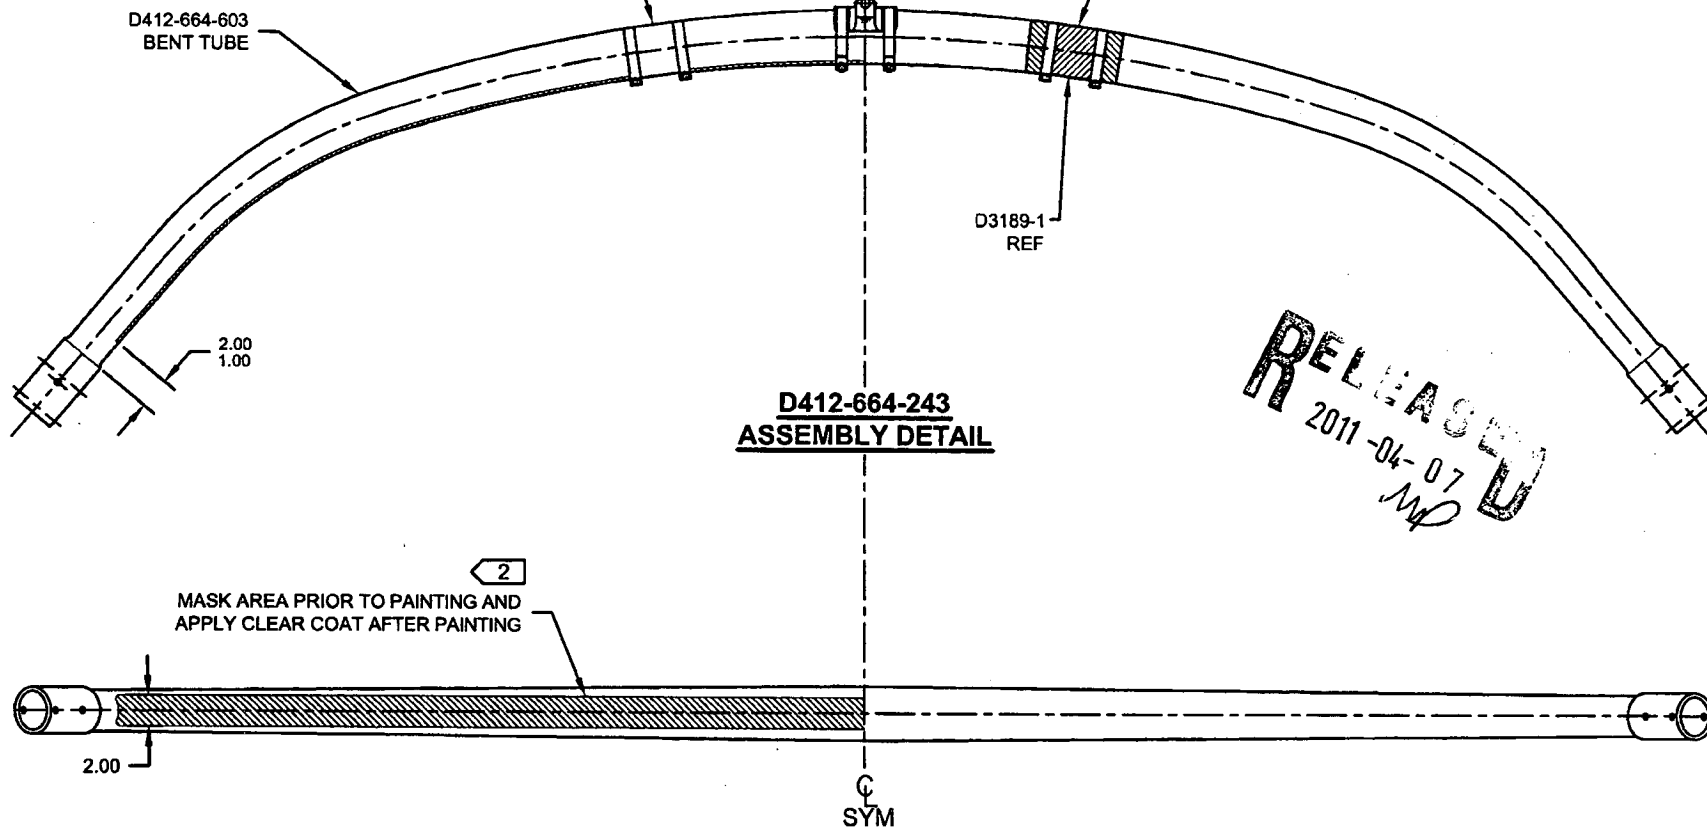 D412-664-603
BENT TUBE
D3189-1
REF
2.00
1.00
D412-664-243
ASSEMBLY DETAIL
RELEASED
2011-04-07
2
MASK AREA PRIOR TO PAINTING AND
APPLY CLEAR COAT AFTER PAINTING
2.00
CL
SYM